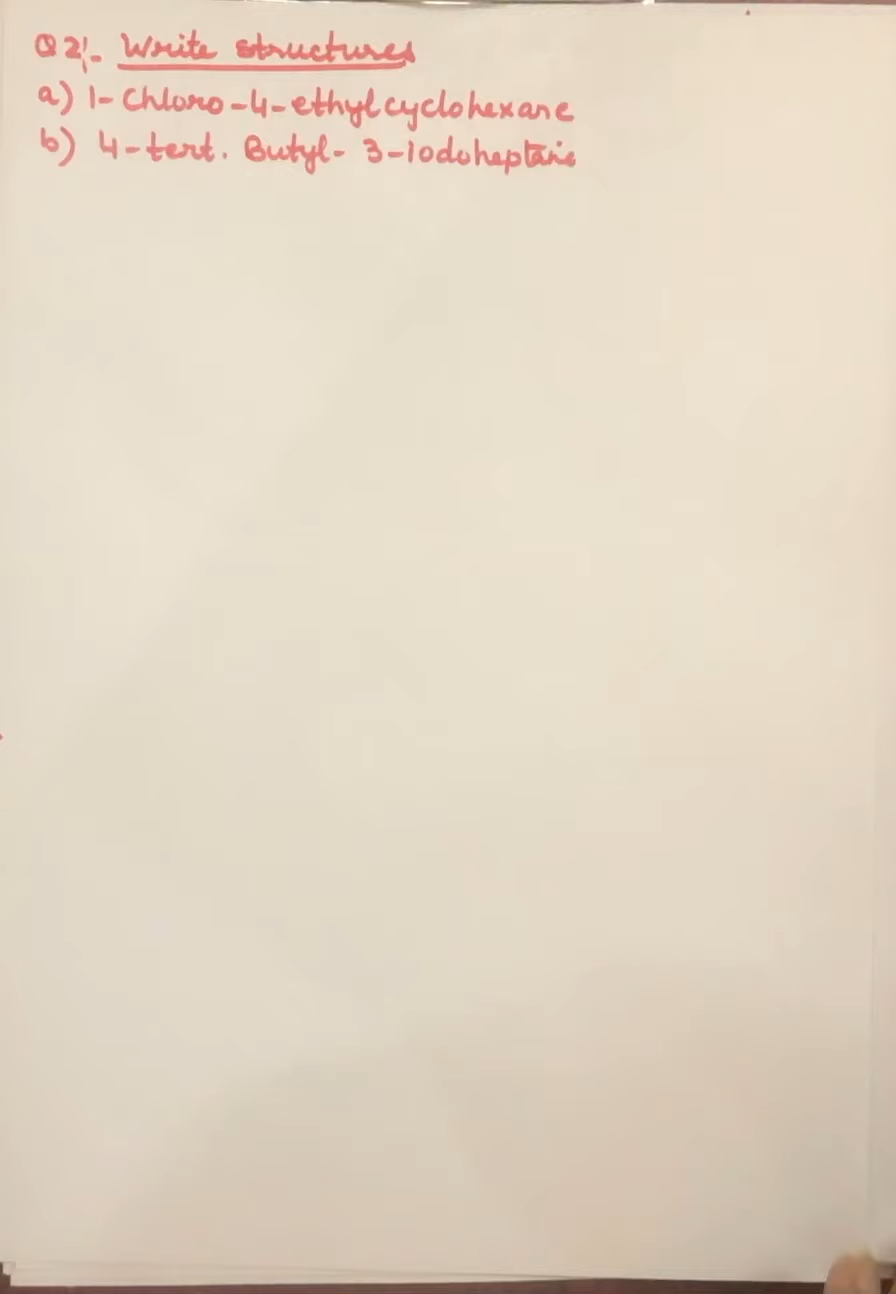 Q2:- Write structures
a) 1-Chloro-4-ethylcyclohexane
b) 4-tert. Butyl- 3-iodoheptane